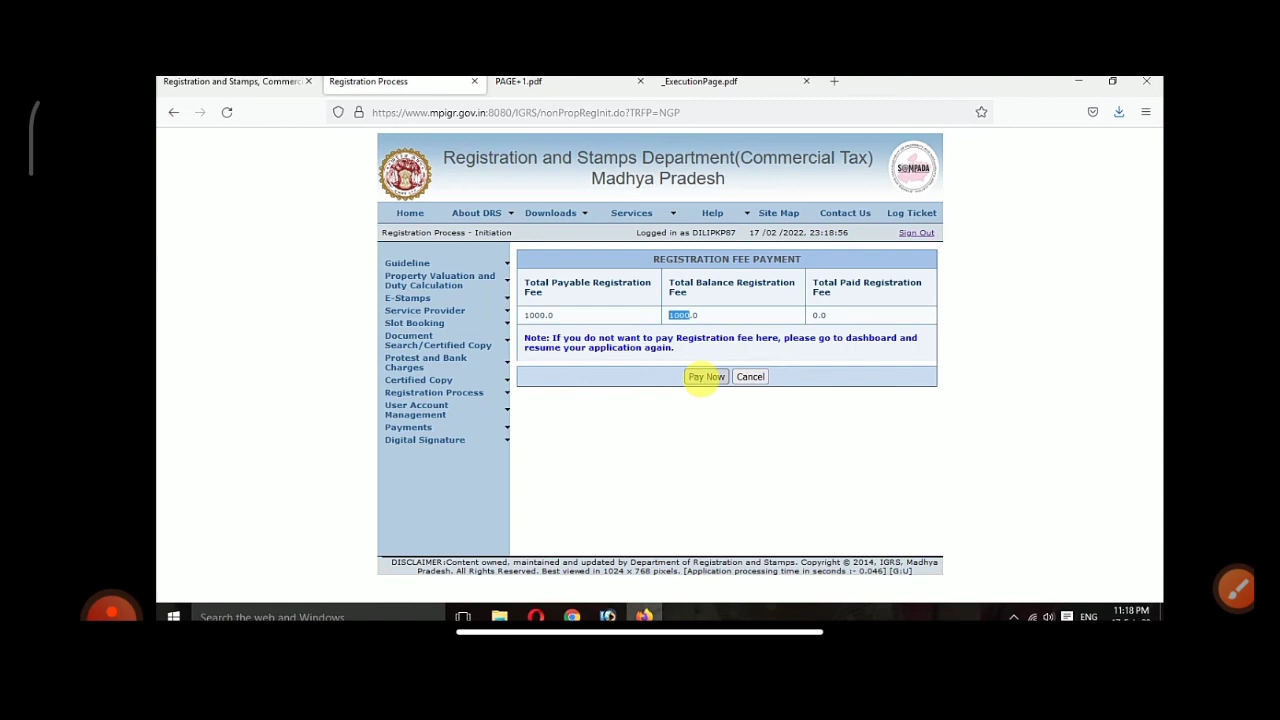 Registration and Stamps, Commerc
Registration Process
PAGE+1.pdf
_ExecutionPage.pdf
https://www.mpigr.gov.in:8080/IGRS/nonPropRegInit.do?TRFP=NGP
Registration and Stamps Department(Commercial Tax)
Madhya Pradesh
SAMPADA
Home About DRS Downloads Services Help Site Map Contact Us Log Ticket
Registration Process - Initiation Logged in as DILIPKP87 17 /02 /2022, 23:18:56 Sign Out
Guideline
Property Valuation and
Duty Calculation
E-Stamps
Service Provider
Slot Booking
Document
Search/Certified Copy
Protest and Bank
Charges
Certified Copy
Registration Process
User Account
Management
Payments
Digital Signature
REGISTRATION FEE PAYMENT
Total Payable Registration
Fee
Total Balance Registration
Fee
Total Paid Registration
Fee
1000.0 1000.0 0.0
Note: If you do not want to pay Registration fee here, please go to dashboard and
resume your application again.
Pay Now Cancel
DISCLAIMER:Content owned, maintained and updated by Department of Registration and Stamps. Copyright © 2014, IGRS, Madhya
Pradesh. All Rights Reserved. Best viewed in 1024 x 768 pixels. [Application processing time in seconds :- 0.046] [G:U]
Search the web and Windows
ENG
11:18 PM